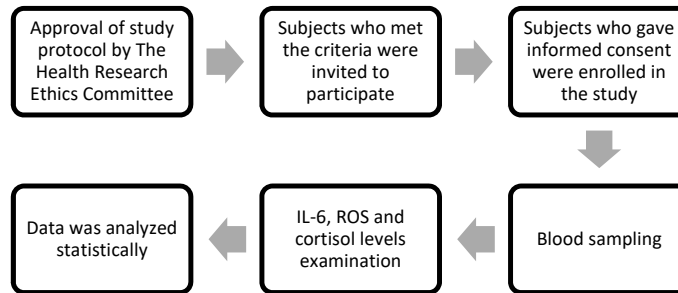 Approval of study
protocol by The
Health Research
Ethics Committee
Subjects who met
the criteria were
invited to
participate
Subjects who gave
informed consent
were enrolled in
the study
Blood sampling
IL-6, ROS and
cortisol levels
examination
Data was analyzed
statistically